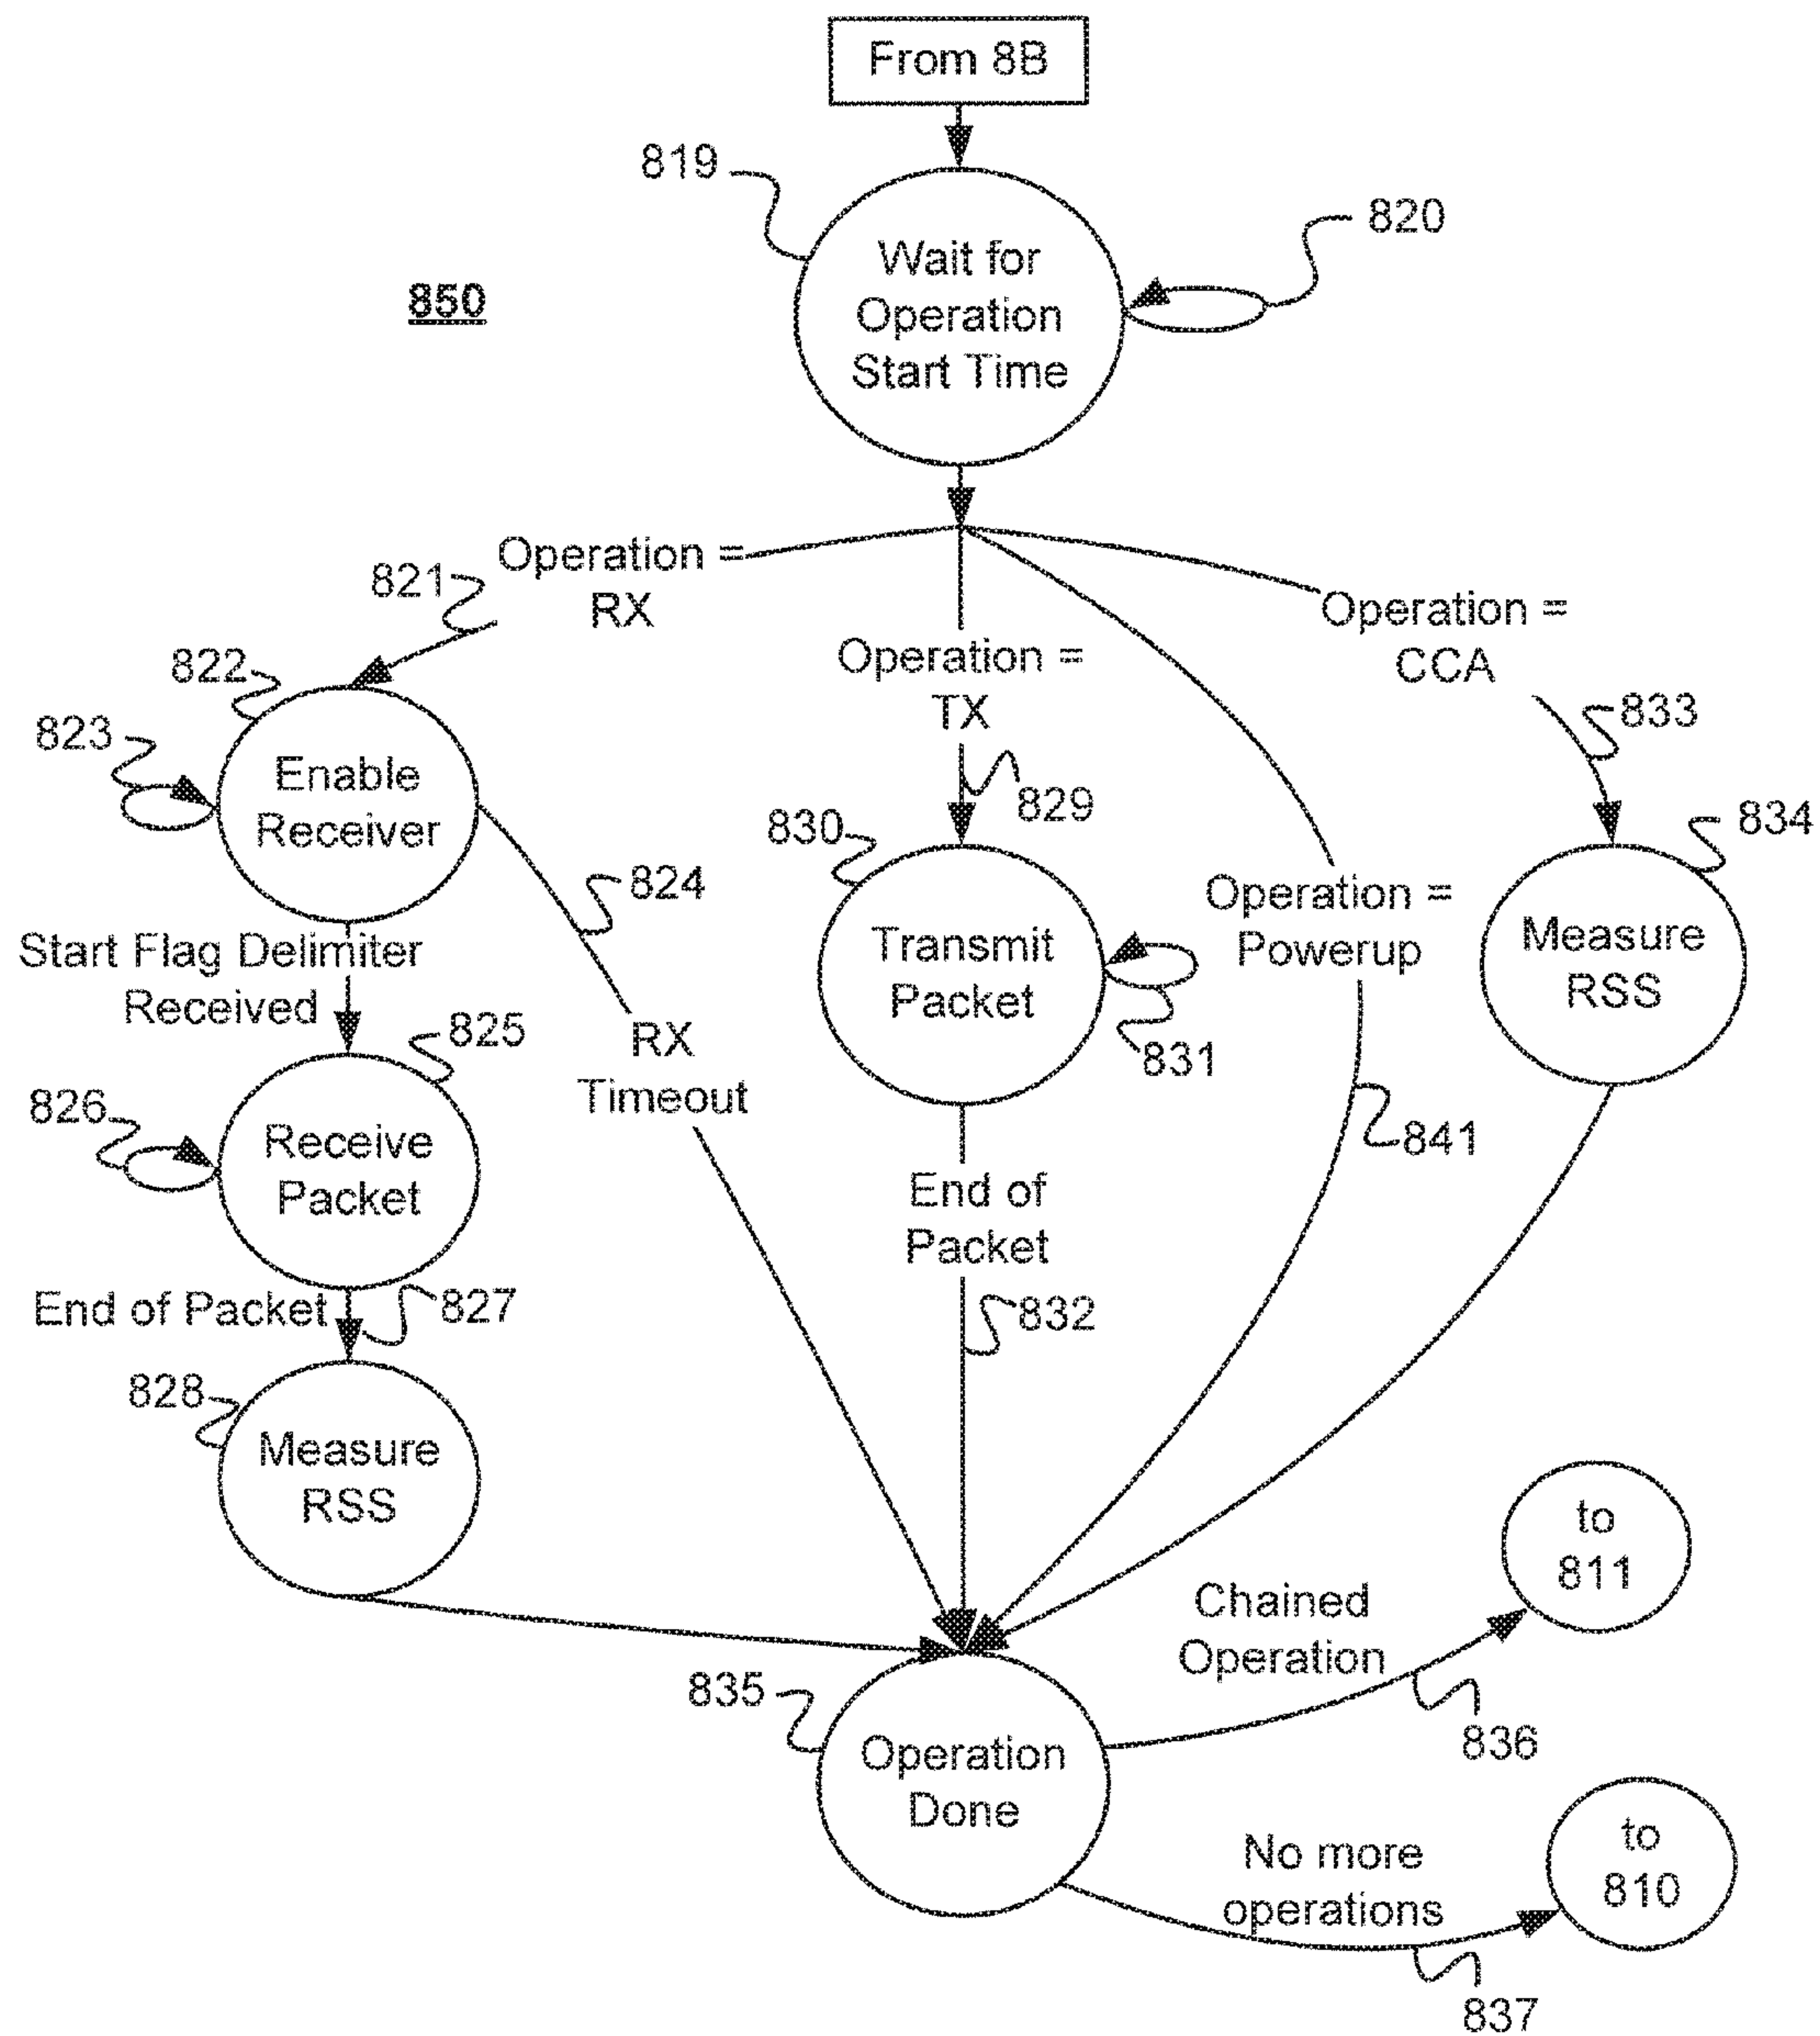 From 8B
819
820
Wait for
Operation
Start Time
850
Operation =
RX
821
Operation =
TX
Operation =
CCA
822
823
Enable
Receiver
824
829
830
833
834
Transmit
Packet
831
Operation =
Powerup
Measure
RSS
Start Flag Delimiter
Received
825
RX
Timeout
826
Receive
Packet
841
End of
Packet
End of Packet
827
832
828
Measure
RSS
to
811
Chained
Operation
835
836
Operation
Done
No more
operations
to
810
837